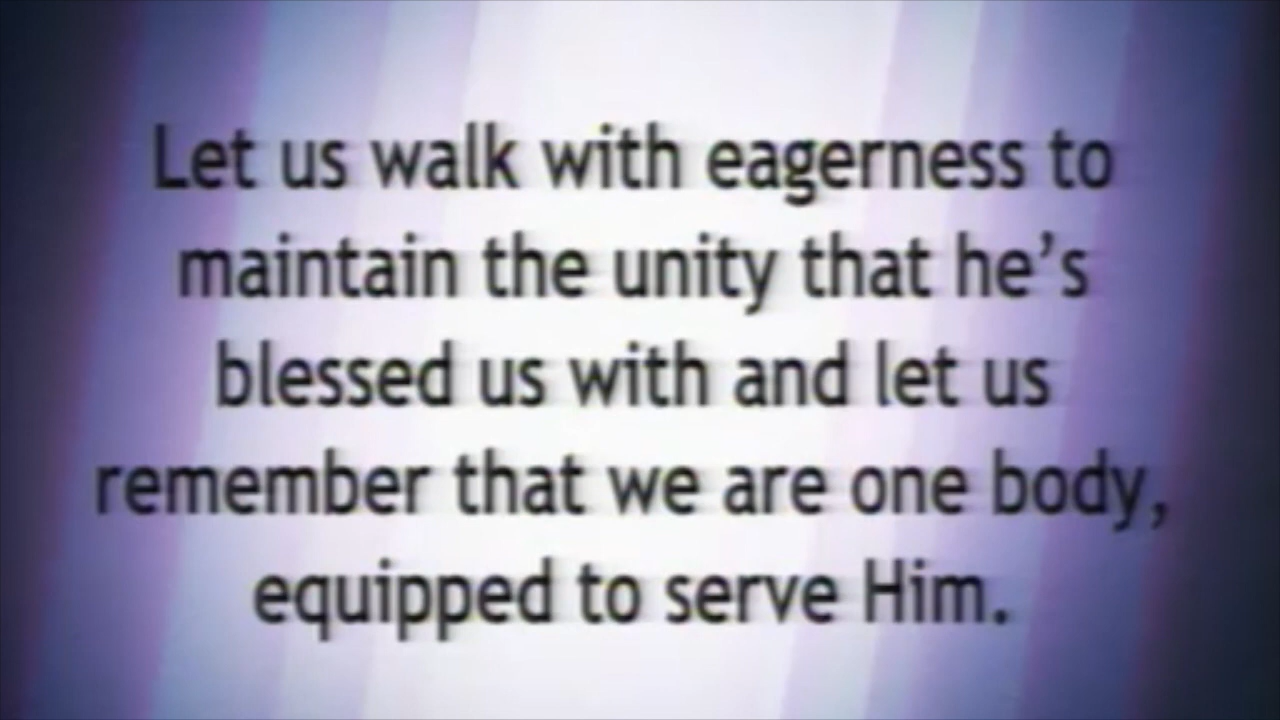 Let us walk with eagerness to
maintain the unity that he’s
blessed us with and let us
remember that we are one body,
equipped to serve Him.